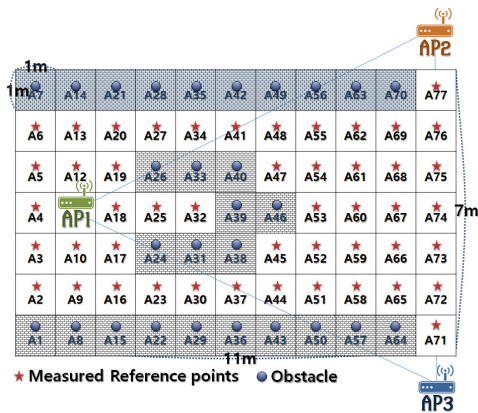 AP2
1m
1m
A7 A14 A21 A28 A35 A42 A49 A56 A63 A70 A77
A6 A13 A20 A27 A34 A41 A48 A55 A62 A69 A76
A5 A12 A19 A26 A33 A40 A47 A54 A61 A68 A75
A4 AP1 A18 A25 A32 A39 A46 A53 A60 A67 A74
7m
A3 A10 A17 A24 A31 A38 A45 A52 A59 A66 A73
A2 A9 A16 A23 A30 A37 A44 A51 A58 A65 A72
A1 A8 A15 A22 A29 A36 A43 A50 A57 A64 A71
11m
Measured Reference points Obstacle
AP3